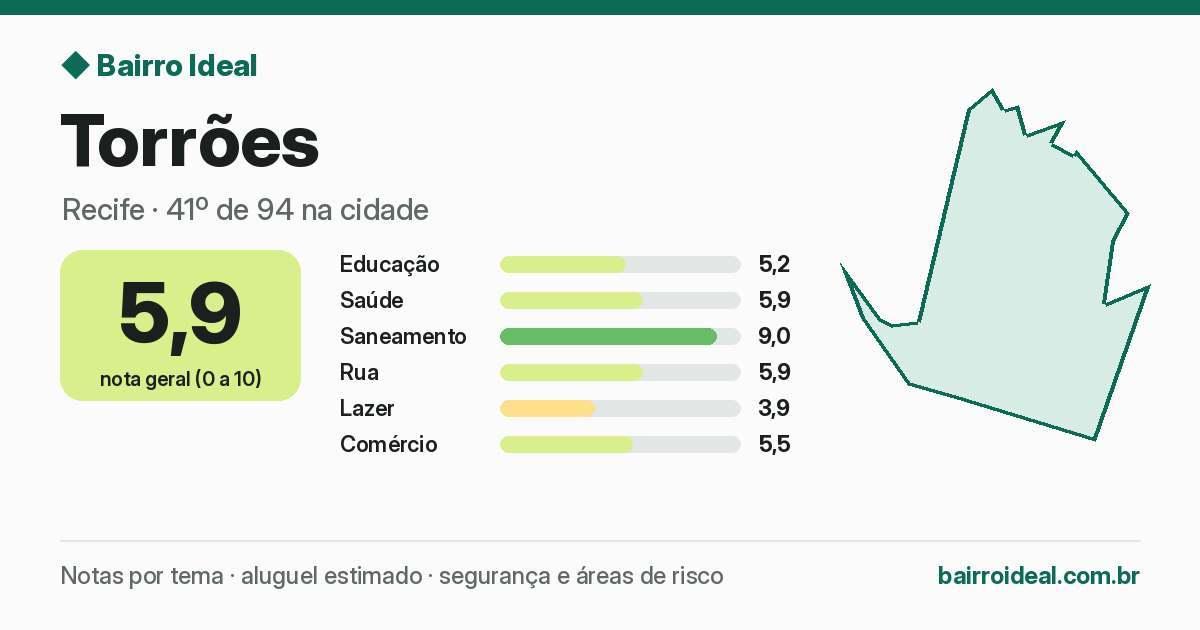 Bairro Ideal
Torrões
Recife · 41º de 94 na cidade
5,9
nota geral (0 a 10)
Educação 5,2
Saúde 5,9
Saneamento 9,0
Rua 5,9
Lazer 3,9
Comércio 5,5
Notas por tema · aluguel estimado · segurança e áreas de risco
bairroideal.com.br